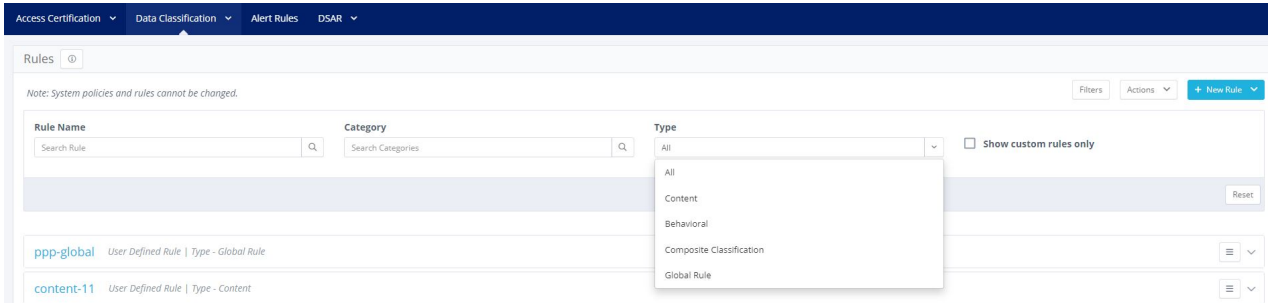 Access Certification Data Classification Alert Rules DSAR
Rules
Note: System policies and rules cannot be changed.
Filters Actions + New Rule
Rule Name Category Type
Search Rule Search Categories All Show custom rules only
All
Content
Reset
Behavioral
Composite Classification
ppp-global User Defined Rule | Type - Global Rule
Global Rule
content-11 User Defined Rule | Type - Content